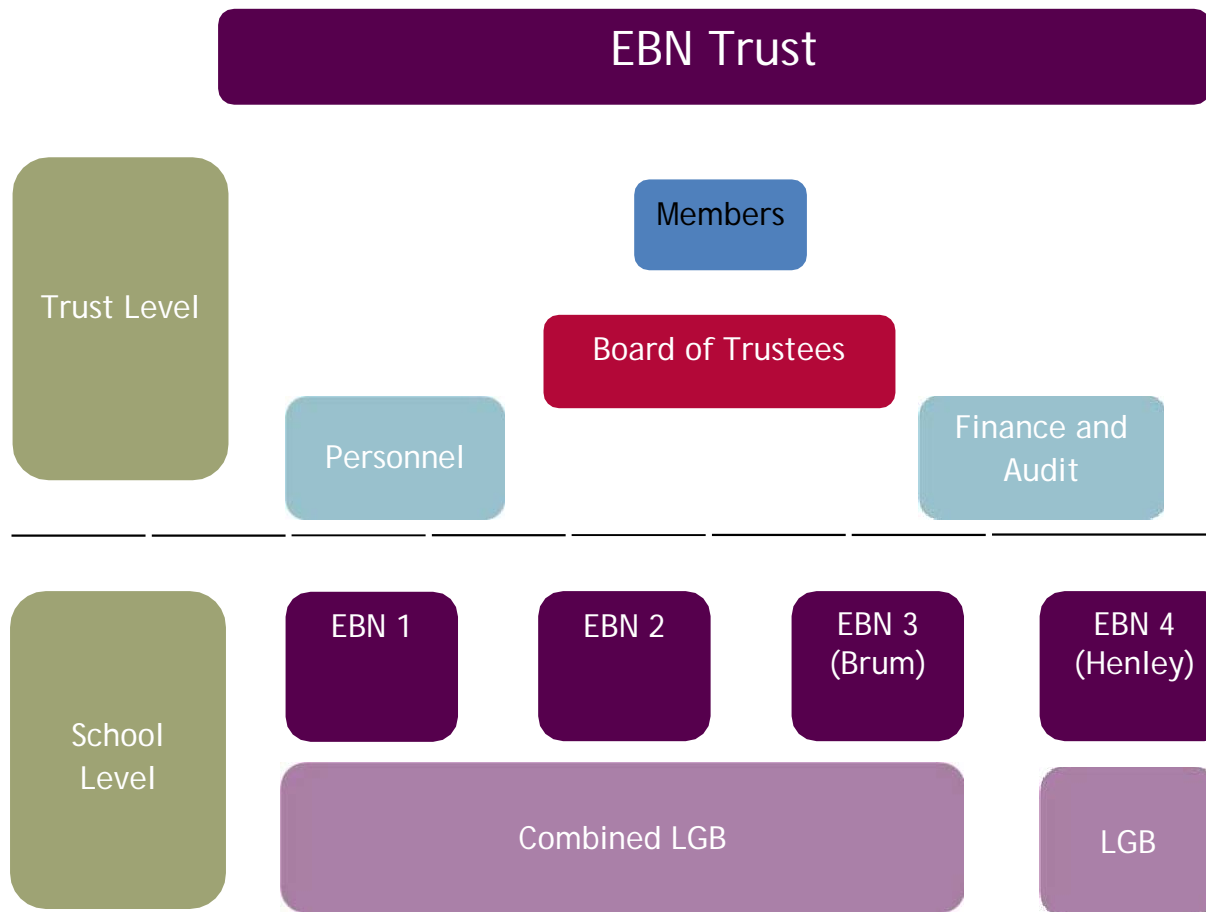 EBN Trust
Trust Level
Members
Board of Trustees
Personnel
Finance and
Audit
School
Level
EBN 1
EBN 2
EBN 3
(Brum)
EBN 4
(Henley)
Combined LGB
LGB